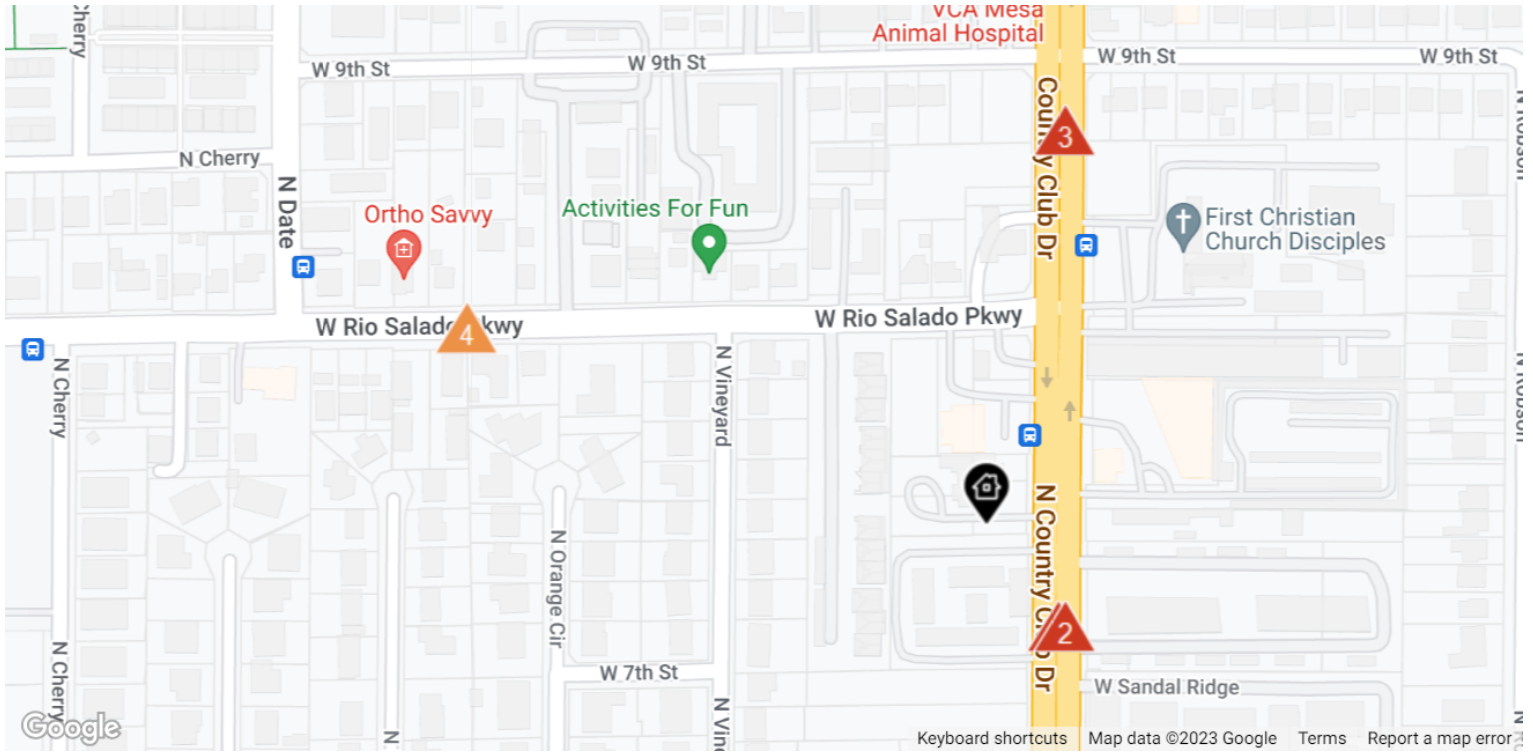 VCA Mesa
Animal Hospital
Cherry
W 9th St
W 9th St
W 9th St
W 9th St
N Robson
N Cherry
N Date
Country Club Dr
3
Ortho Savvy
Activities For Fun
First Christian
Church Disciples
W Rio Salado Pkwy
4
W Rio Salado Pkwy
N Cherry
N Vineyard
N Robson
N Country Club Dr
N Orange Cir
2
N Cherry
W 7th St
W Sandal Ridge
N
N Vine
N R
Google
Keyboard shortcuts
Map data ©2023 Google
Terms
Report a map error